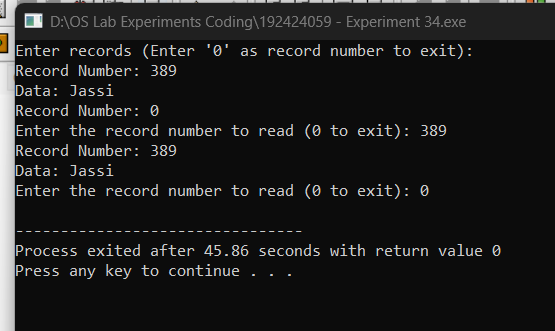 D:\OS Lab Experiments Coding\192424059 - Experiment 34.exe
Enter records (Enter '0' as record number to exit):
Record Number: 389
Data: Jassi
Record Number: 0
Enter the record number to read (0 to exit): 389
Record Number: 389
Data: Jassi
Enter the record number to read (0 to exit): 0
--------------------------------
Process exited after 45.86 seconds with return value 0
Press any key to continue . . .